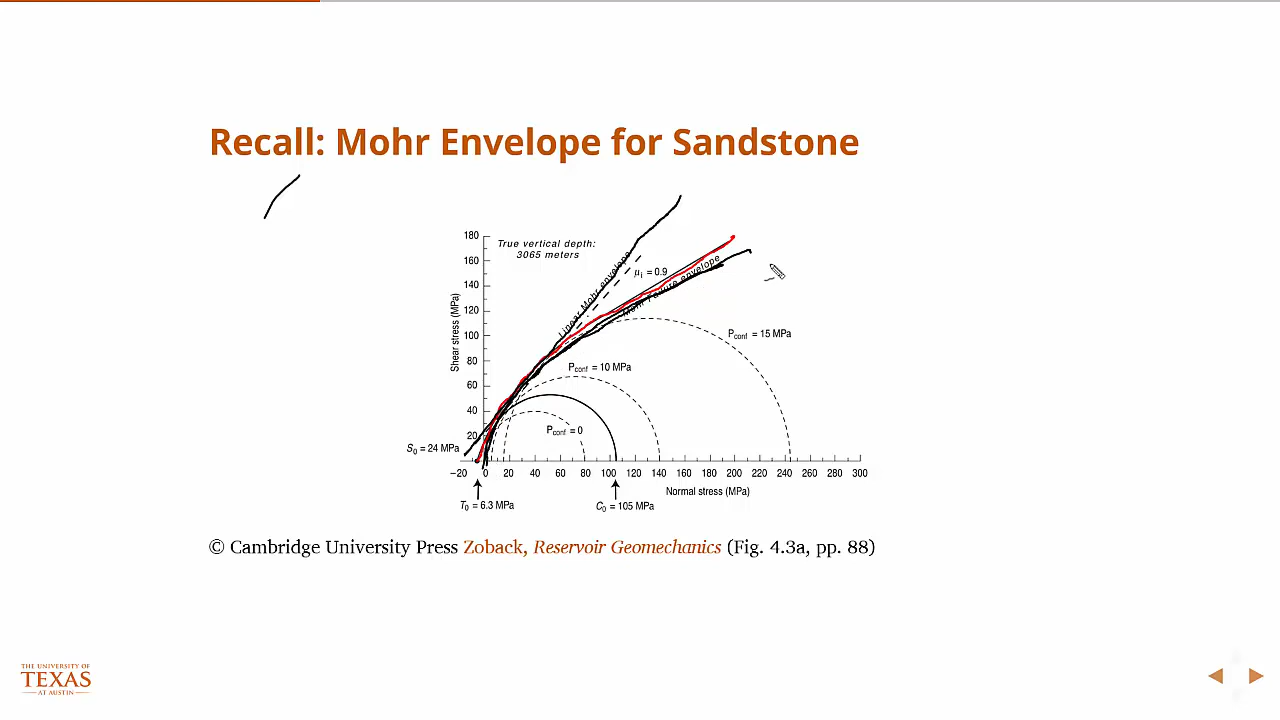 Recall: Mohr Envelope for Sandstone
True vertical depth:
3065 meters
Linear Mohr envelope
μi = 0.9
Mohr Failure envelope
Pconf = 15 MPa
Pconf = 10 MPa
Pconf = 0
Shear stress (MPa)
180
160
140
120
100
80
60
40
20
S0 = 24 MPa
−20 0 20 40 60 80 100 120 140 160 180 200 220 240 260 280 300
Normal stress (MPa)
T0 = 6.3 MPa
C0 = 105 MPa
© Cambridge University Press Zoback, Reservoir Geomechanics (Fig. 4.3a, pp. 88)
THE UNIVERSITY OF
TEXAS
AT AUSTIN